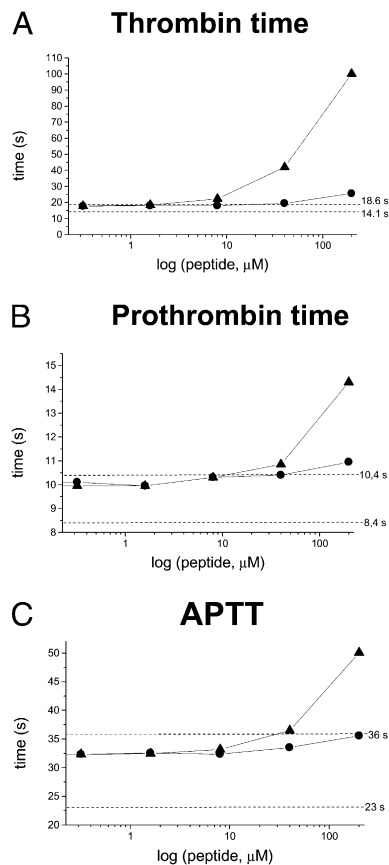 A
Thrombin time
110
100
90
80
70
60
50
40
30
20
10
0
time (s)
18.6 s
14.1 s
1
10
100
log (peptide, μM)
B
Prothrombin time
15
14
13
12
11
10
9
8
time (s)
10,4 s
8,4 s
1
10
100
log (peptide, μM)
C
APTT
50
45
40
35
30
25
20
time (s)
36 s
23 s
1
10
100
log (peptide, μM)